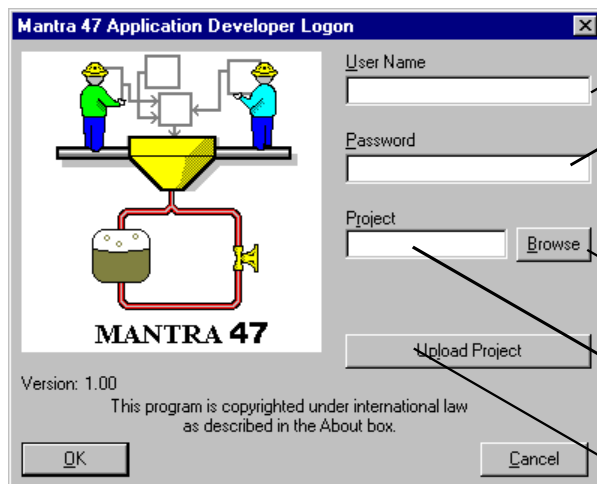 Mantra 47 Application Developer Logon
User Name
Password
Project
Browse
MANTRA 47
Upload Project
Version: 1.00
This program is copyrighted under international law
as described in the About box.
OK
Cancel